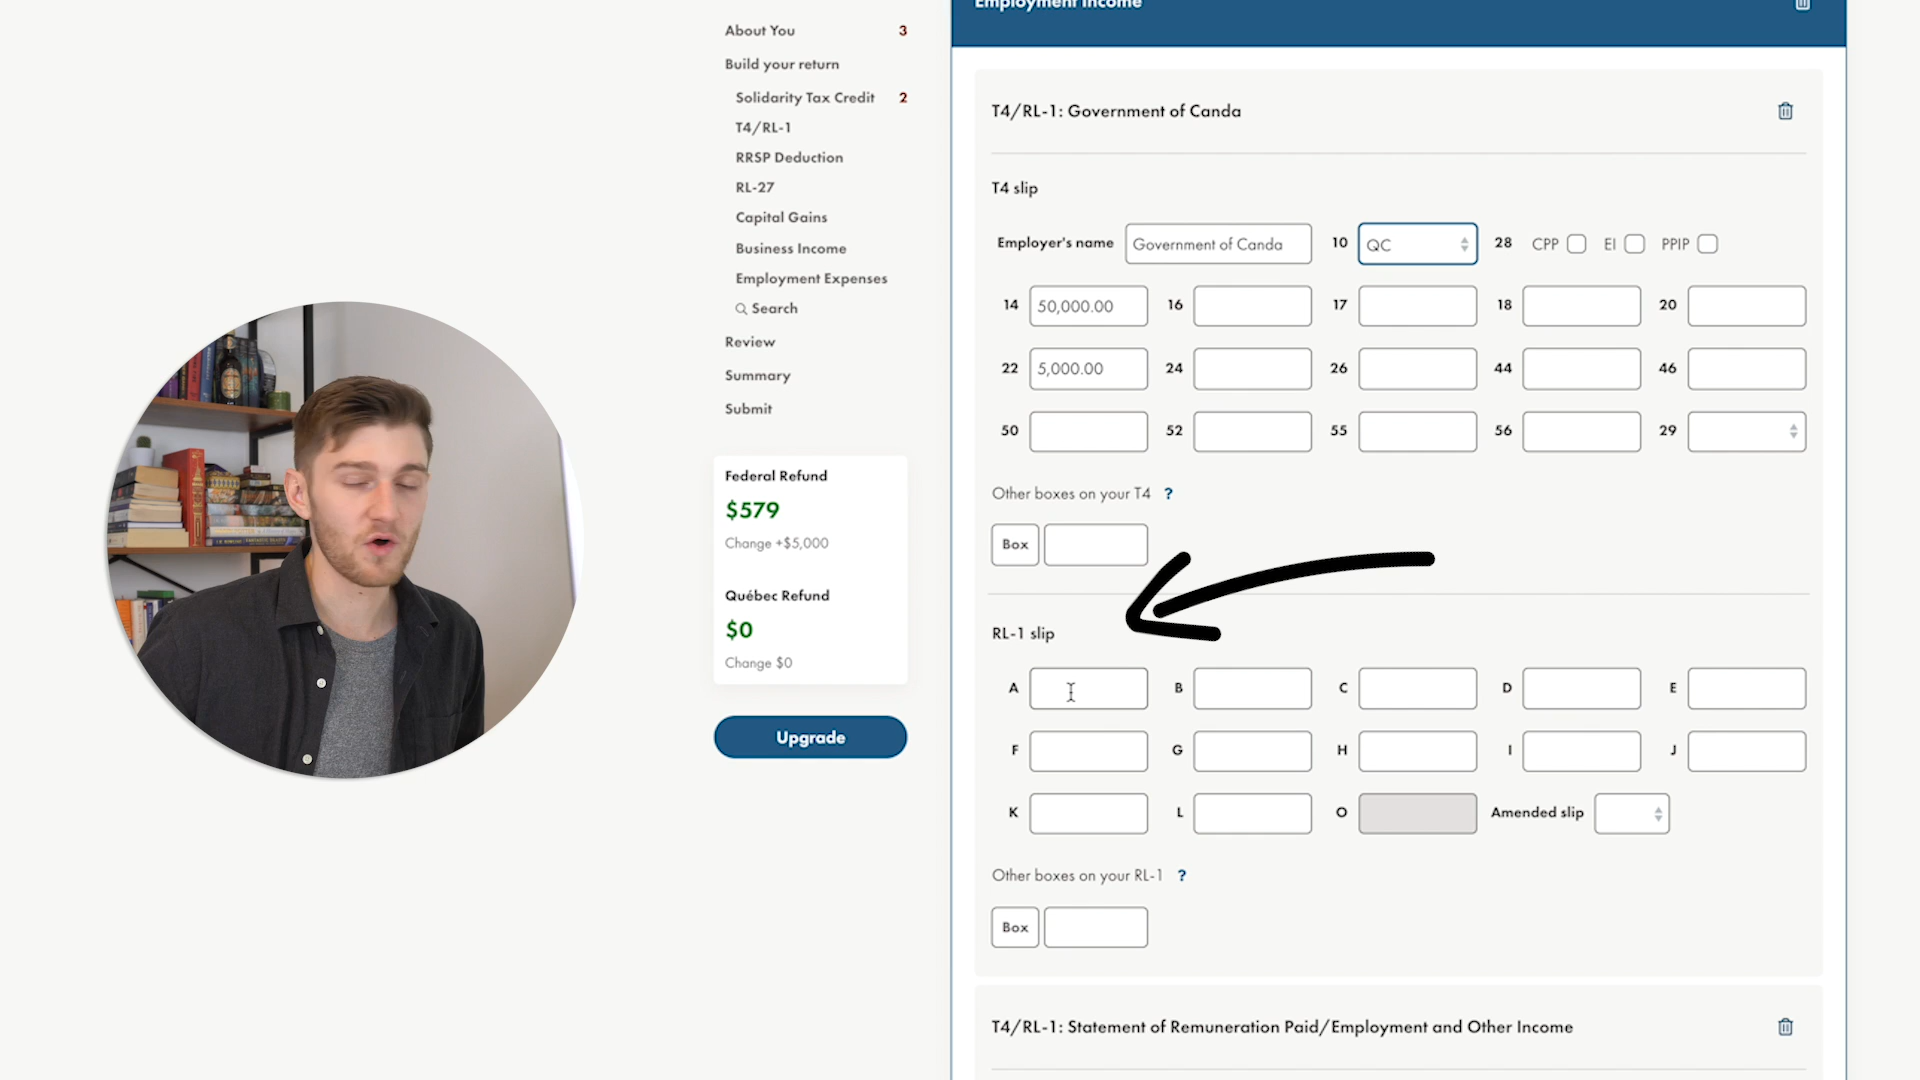 About You 3
Build your return
Solidarity Tax Credit 2
T4/RL-1
RRSP Deduction
RL-27
Capital Gains
Business Income
Employment Expenses
Search
Review
Summary
Submit
Federal Refund
$579
Change +$5,000
Québec Refund
$0
Change $0
Upgrade
Employment Income
T4/RL-1: Government of Canda
T4 slip
Employer's name Government of Canda 10 QC 28 CPP EI PPIP
14 50,000.00 16 17 18 20
22 5,000.00 24 26 44 46
50 52 55 56 29
Other boxes on your T4 ?
Box
RL-1 slip
A B C D E
F G H I J
K L O Amended slip
Other boxes on your RL-1 ?
Box
T4/RL-1: Statement of Remuneration Paid/Employment and Other Income